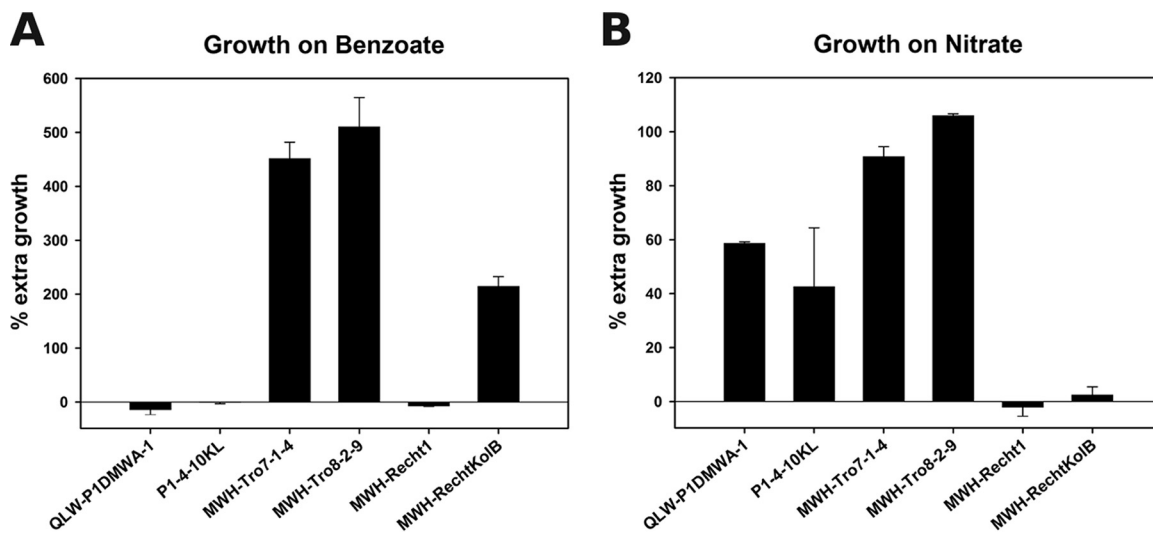 A
Growth on Benzoate
% extra growth
600
500
400
300
200
100
0
QLW-P1DMWA-1
P1-4-10KL
MWH-Tro7-1-4
MWH-Tro8-2-9
MWH-Recht1
MWH-RechtKolB
B
Growth on Nitrate
% extra growth
120
100
80
60
40
20
0
QLW-P1DMWA-1
P1-4-10KL
MWH-Tro7-1-4
MWH-Tro8-2-9
MWH-Recht1
MWH-RechtKolB